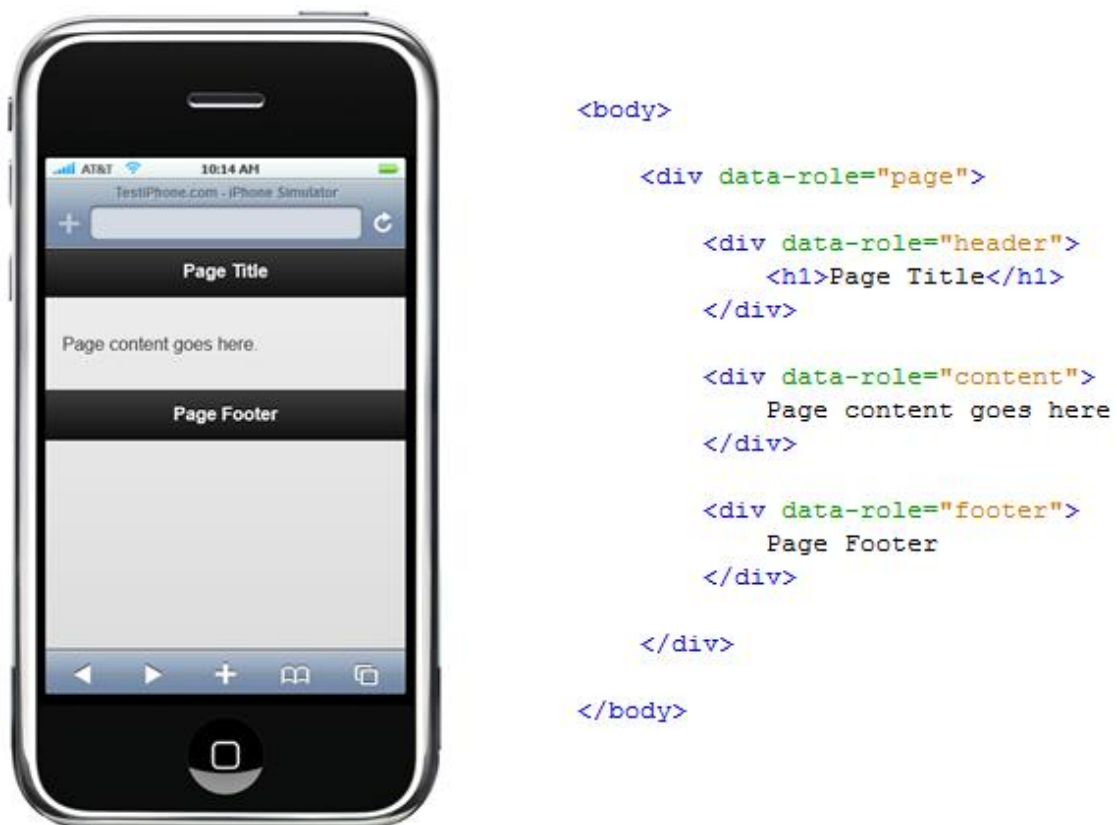 AT&T 10:14 AM
TestiPhone.com - iPhone Simulator
Page Title
Page content goes here.
Page Footer
<body>
<div data-role="page">
<div data-role="header">
<h1>Page Title</h1>
</div>
<div data-role="content">
Page content goes here
</div>
<div data-role="footer">
Page Footer
</div>
</div>
</body>